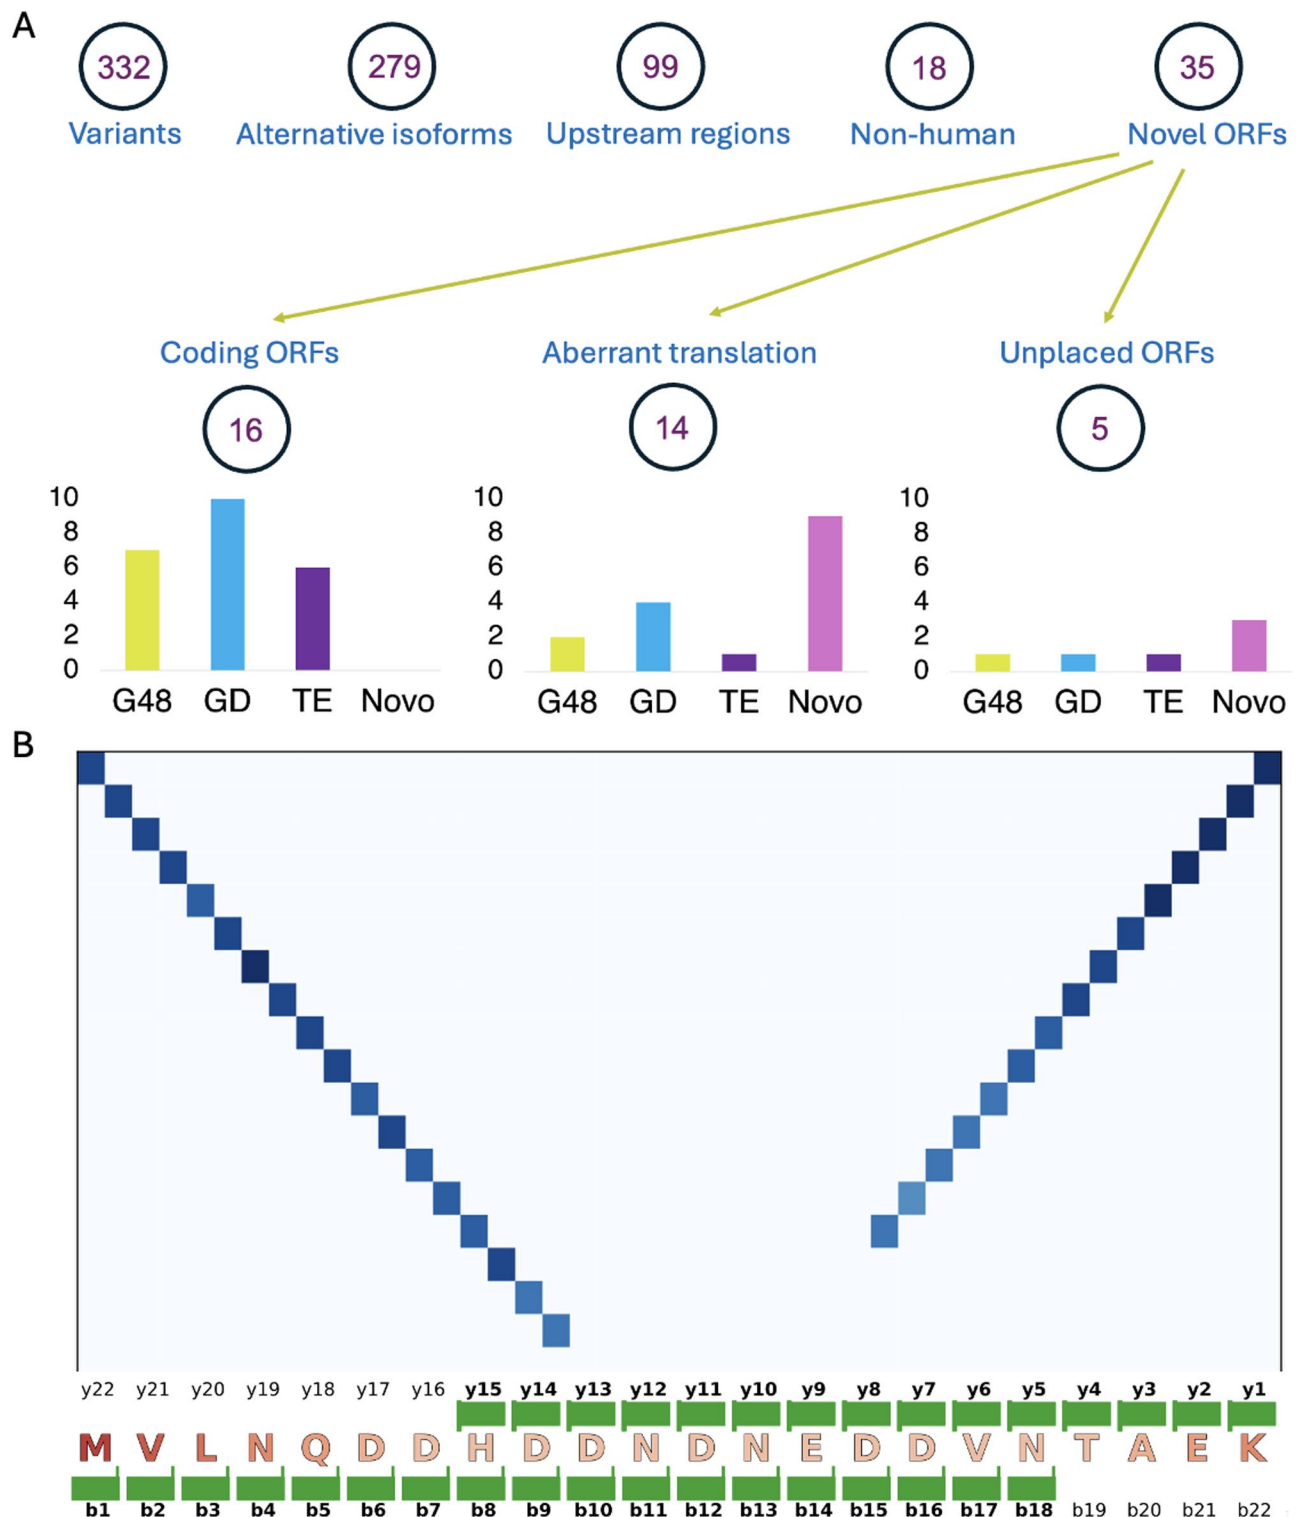 A
332 279 99 18 35
Variants Alternative isoforms Upstream regions Non-human Novel ORFs
Coding ORFs Aberrant translation Unplaced ORFs
16 14 5
10 10 10
8 8 8
6 6 6
4 4 4
2 2 2
0 0 0
G48 GD TE Novo G48 GD TE Novo G48 GD TE Novo
B
y22 y21 y20 y19 y18 y17 y16 y15 y14 y13 y12 y11 y10 y9 y8 y7 y6 y5 y4 y3 y2 y1
M V L N Q D D H D D N D N E D D V N T A E K
b1 b2 b3 b4 b5 b6 b7 b8 b9 b10 b11 b12 b13 b14 b15 b16 b17 b18 b19 b20 b21 b22